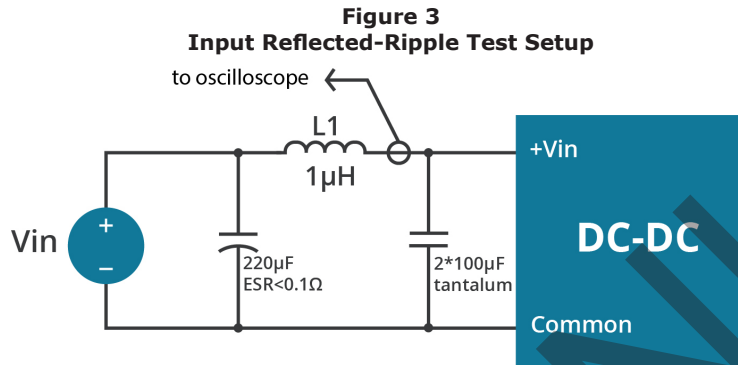 Figure 3
Input Reflected-Ripple Test Setup
to oscilloscope
L1
1µH
+Vin
Vin
+
−
DC-DC
220µF
ESR<0.1Ω
2*100µF
tantalum
Common